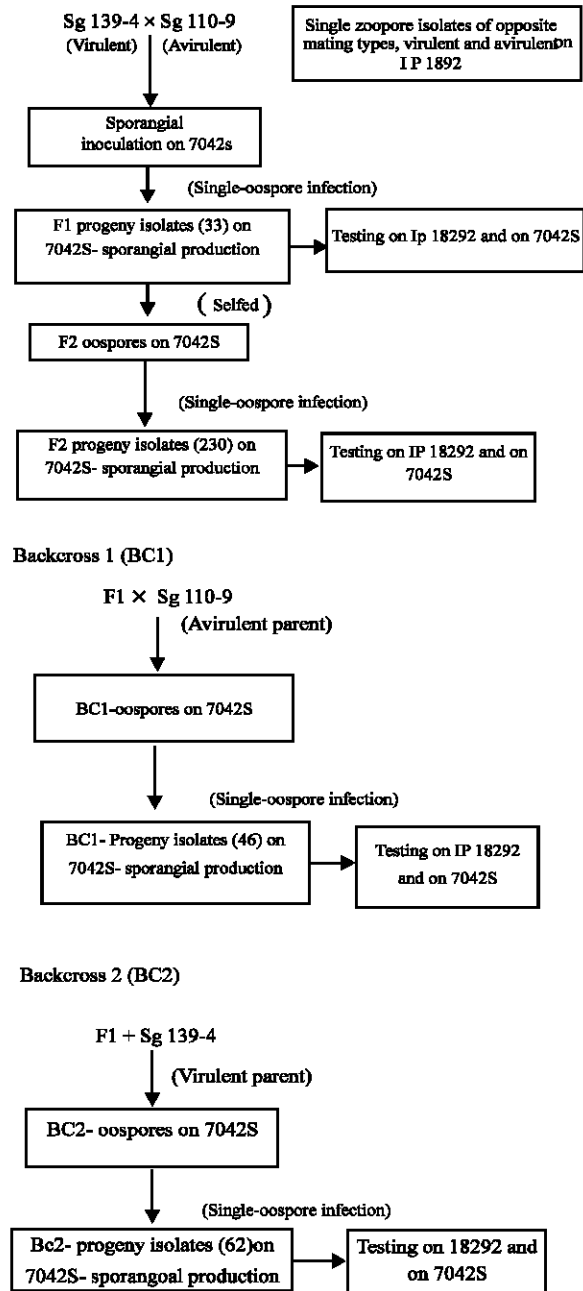 Sg 139-4 × Sg 110-9
(Virulent) (Avirulent)
Single zoopore isolates of opposite
mating types, virulent and avirulent on
I P 1892
Sporangial
inoculation on 7042s
(Single-oospore infection)
F1 progeny isolates (33) on
7042S- sporangial production
Testing on Ip 18292 and on 7042S
( Selfed )
F2 oospores on 7042S
(Single-oospore infection)
F2 progeny isolates (230) on
7042S- sporangial production
Testing on IP 18292 and on
7042S
Backcross 1 (BC1)
F1 × Sg 110-9
(Avirulent parent)
BC1-oospores on 7042S
(Single-oospore infection)
BC1- Progeny isolates (46) on
7042S- sporangial production
Testing on IP 18292
and on 7042S
Backcross 2 (BC2)
F1 + Sg 139-4
(Virulent parent)
BC2- oospores on 7042S
(Single-oospore infection)
Bc2- progeny isolates (62)on
7042S- sporangoal production
Testing on 18292 and
on 7042S